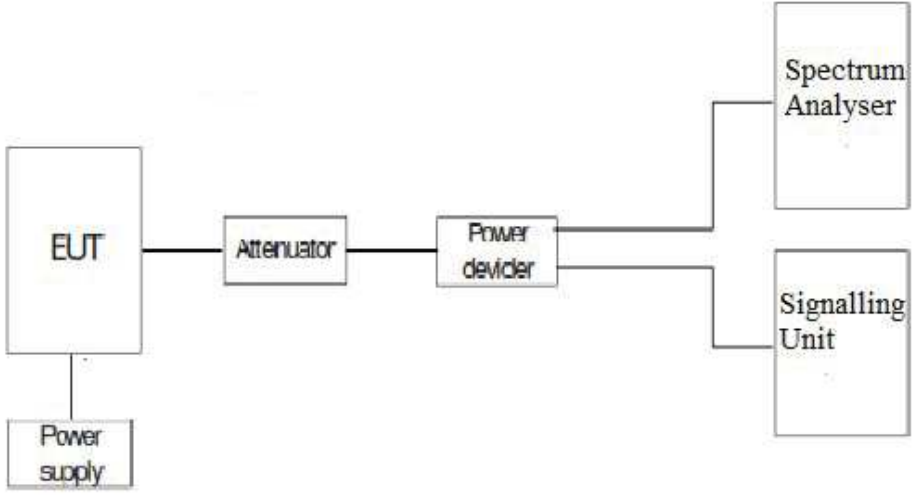 Spectrum
Analyser
EUT
Attenuator
Power
devider
Signalling
Unit
Power
supply